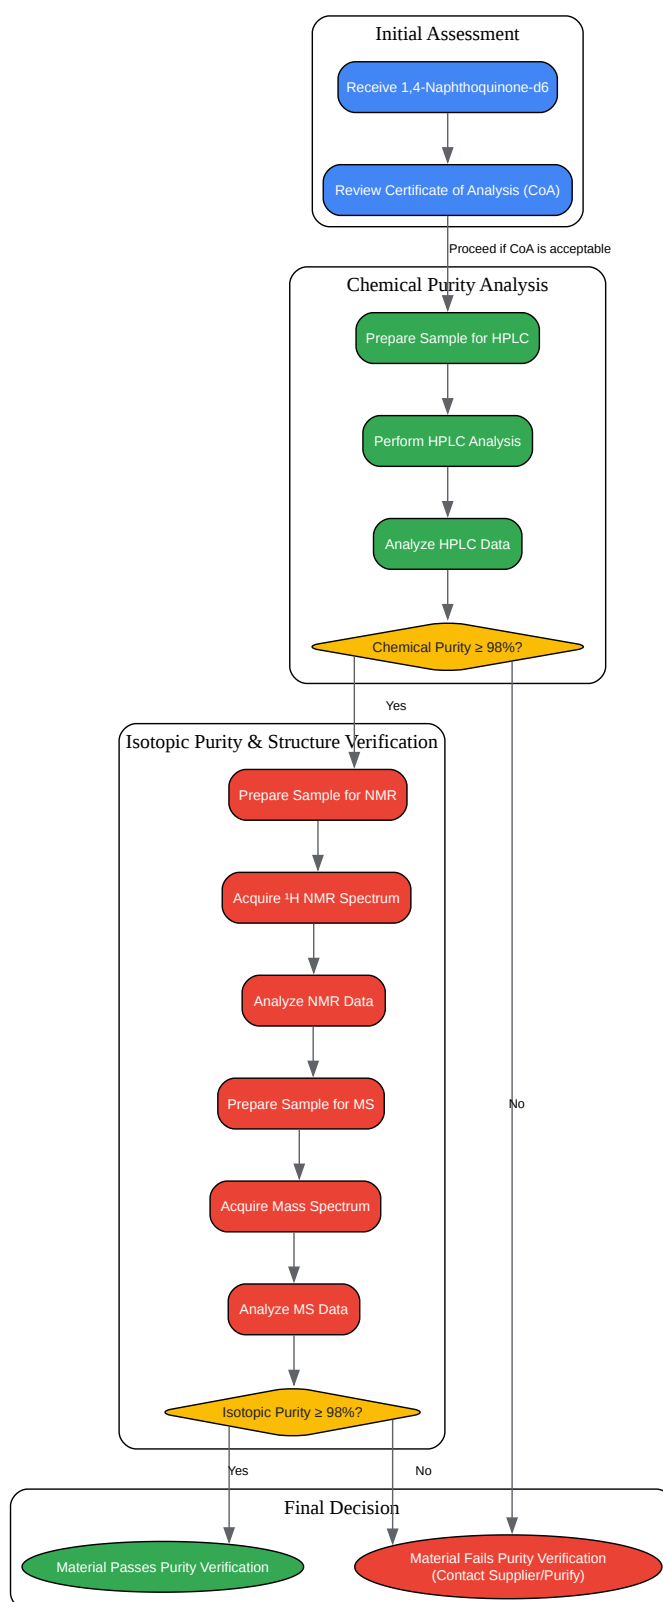 Initial Assessment
Receive 1,4-Naphthoquinone-d6
Review Certificate of Analysis (CoA)
Proceed if CoA is acceptable
Chemical Purity Analysis
Prepare Sample for HPLC
Perform HPLC Analysis
Analyze HPLC Data
Chemical Purity ≥ 98%?
Yes
Isotopic Purity & Structure Verification
Prepare Sample for NMR
Acquire ¹H NMR Spectrum
Analyze NMR Data
Prepare Sample for MS
No
Acquire Mass Spectrum
Analyze MS Data
Isotopic Purity ≥ 98%?
Yes
No
Final Decision
Material Passes Purity Verification
Material Fails Purity Verification
(Contact Supplier/Purify)